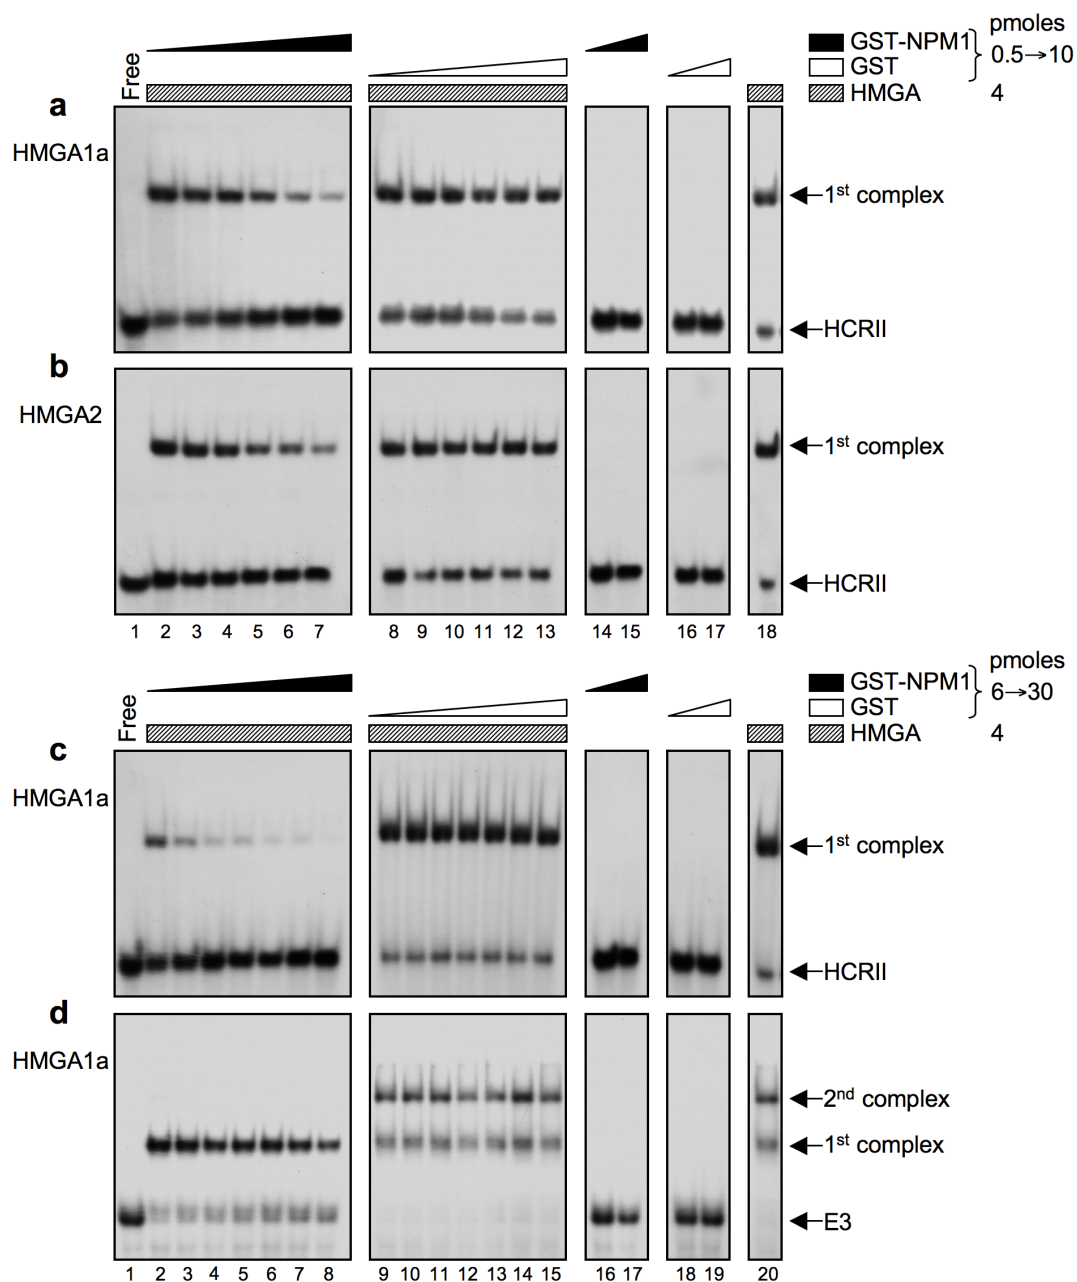 pmoles
GST-NPM1
0.5→10
GST
Free
HMGA
4
a
HMGA1a
1st complex
HCRII
b
HMGA2
1st complex
HCRII
1 2 3 4 5 6 7 8 9 10 11 12 13 14 15 16 17 18
pmoles
GST-NPM1
6→30
GST
Free
HMGA
4
c
HMGA1a
1st complex
HCRII
d
HMGA1a
2nd complex
1st complex
E3
1 2 3 4 5 6 7 8 9 10 11 12 13 14 15 16 17 18 19 20